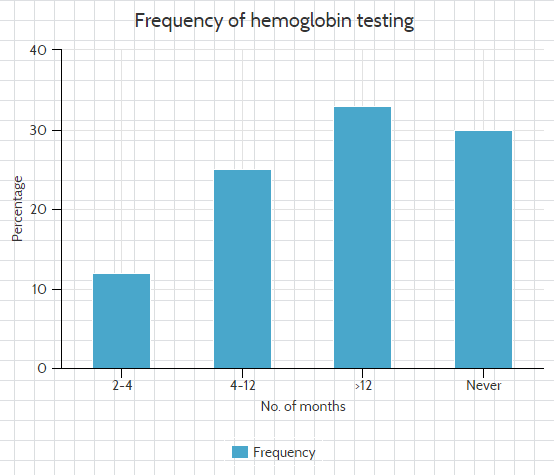 Frequency of hemoglobin testing
40
30
20
10
0
Percentage
2-4 4-12 >12 Never
No. of months
Frequency